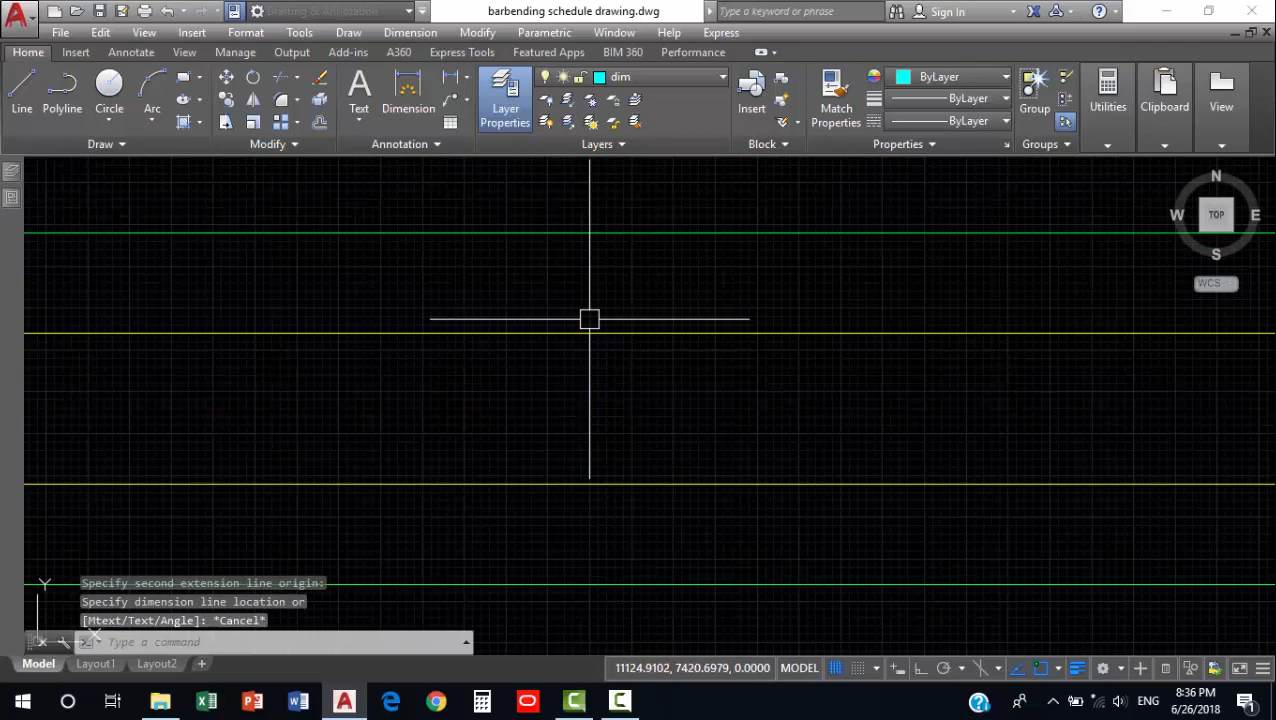 Drafting & Annotation
barbending schedule drawing.dwg
Type a keyword or phrase
Sign In
File Edit View Insert Format Tools Draw Dimension Modify Parametric Window Help Express
Home Insert Annotate View Manage Output Add-ins A360 Express Tools Featured Apps BIM 360 Performance
Line Polyline Circle Arc
Text Dimension
Layer Properties
dim
Insert
Match Properties
ByLayer
ByLayer
ByLayer
Group
Utilities Clipboard View
Draw Modify Annotation Layers Block Properties Groups
N
W TOP E
S
WCS
Specify second extension line origin:
Specify dimension line location or
[Mtext/Text/Angle]: *Cancel*
Y
X
Type a command
Model Layout1 Layout2 +
11124.9102, 7420.6979, 0.0000 MODEL
ENG
8:36 PM
6/26/2018
1